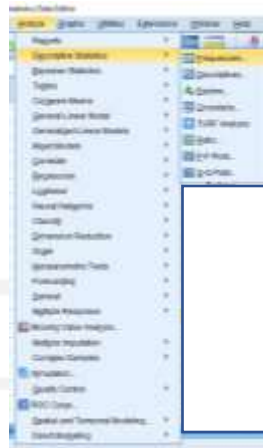 Data Editor
Analyze Graphs Utilities Extensions Window Help
Reports
Descriptive Statistics
Bayesian Statistics
Tables
Compare Means
General Linear Model
Generalized Linear Models
Mixed Models
Correlate
Regression
Loglinear
Neural Networks
Classify
Dimension Reduction
Scale
Nonparametric Tests
Forecasting
Survival
Multiple Response
Missing Value Analysis...
Multiple Imputation
Complex Samples
Simulation...
Quality Control
ROC Curve...
Spatial and Temporal Modeling...
Direct Marketing
Frequencies...
Descriptives...
Explore...
Crosstabs...
TURF Analysis
Ratio...
P-P Plots...
Q-Q Plots...